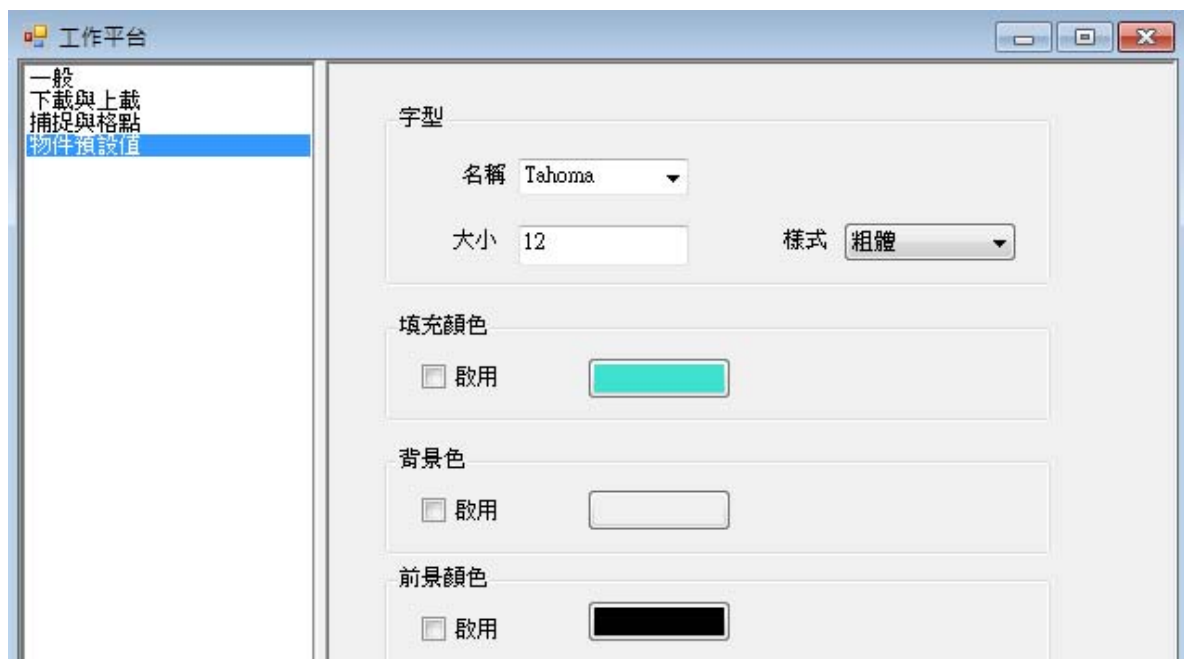 工作平台
一般
下載與上載
捕捉與格點
物件預設值
字型
名稱 Tahoma
大小 12 樣式 粗體
填充顏色
啟用
背景色
啟用
前景顏色
啟用